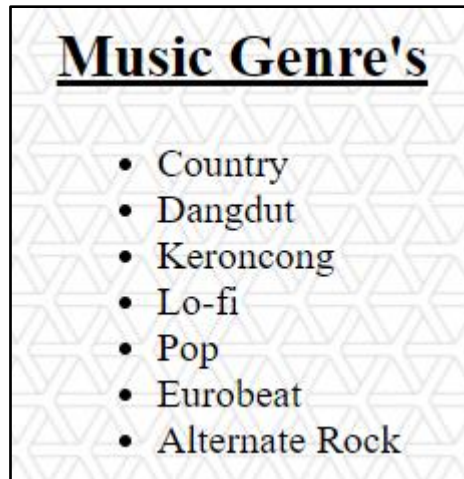 Music Genre's
Country
Dangdut
Keroncong
Lo-fi
Pop
Eurobeat
Alternate Rock